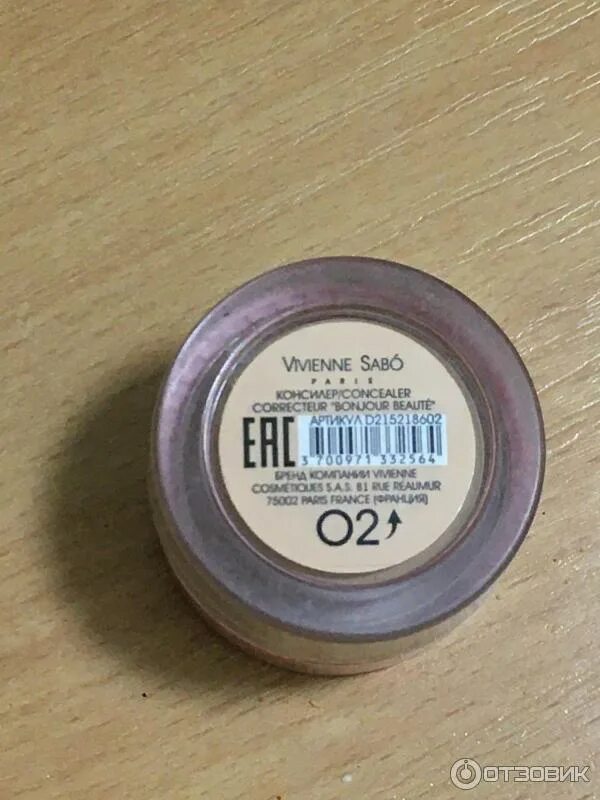 VIVIENNE SABÓ
PARIS
КОНСИЛЕР/CONCEALER
CORRECTEUR "BONJOUR BEAUTÉ"
АРТИКУЛ D215218602
EAC
3 700971 332564
БРЕНД КОМПАНИИ VIVIENNE
COSMETIQUES S.A.S. 81 RUE REAUMUR
75002 PARIS FRANCE (ФРАНЦИЯ)
02
ОТЗОВИК